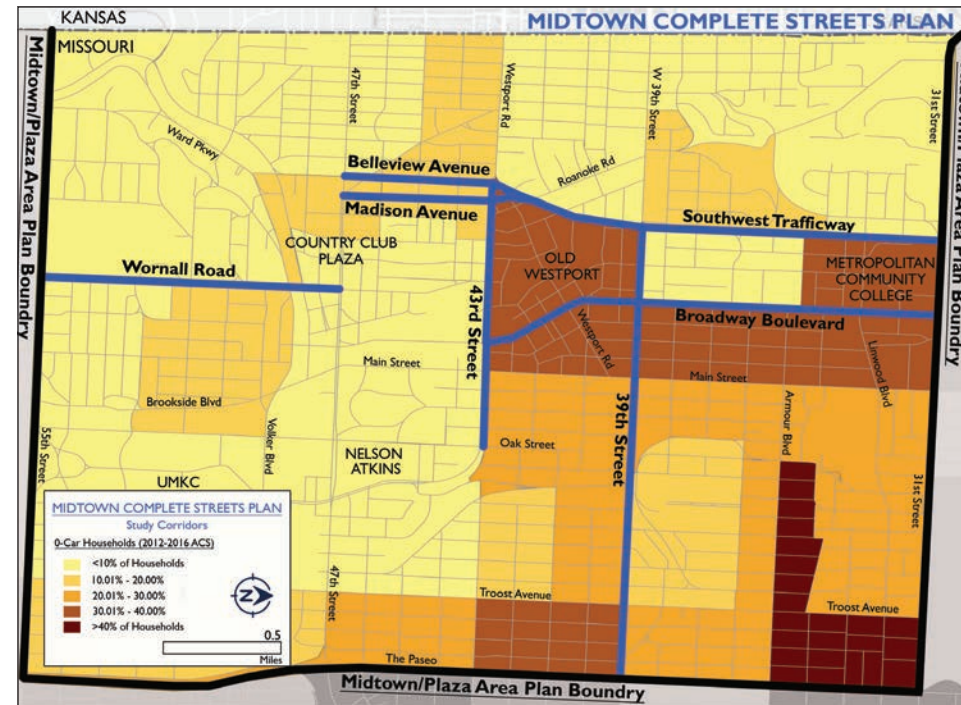 KANSAS
MIDTOWN COMPLETE STREETS PLAN
MISSOURI
Midtown/Plaza Area Plan Boundry
47th Street
Westport Rd
W 39th Street
31st Street
Ward Pkwy
Belleview Avenue
Roanoke Rd
Madison Avenue
Southwest Trafficway
COUNTRY CLUB
PLAZA
OLD
WESTPORT
METROPOLITAN
COMMUNITY
COLLEGE
Wornall Road
43rd Street
Westport Rd
Broadway Boulevard
Linwood Blvd
Main Street
Main Street
Brookside Blvd
Volker Blvd
39th Street
Armour Blvd
Oak Street
55th Street
NELSON
ATKINS
UMKC
31st Street
MIDTOWN COMPLETE STREETS PLAN
Study Corridors
0-Car Households (2012-2016 ACS)
<10% of Households
10.01% - 20.00%
20.01% - 30.00%
30.01% - 40.00%
>40% of Households
N
0.5
Miles
47th Street
Troost Avenue
Troost Avenue
The Paseo
Midtown/Plaza Area Plan Boundry